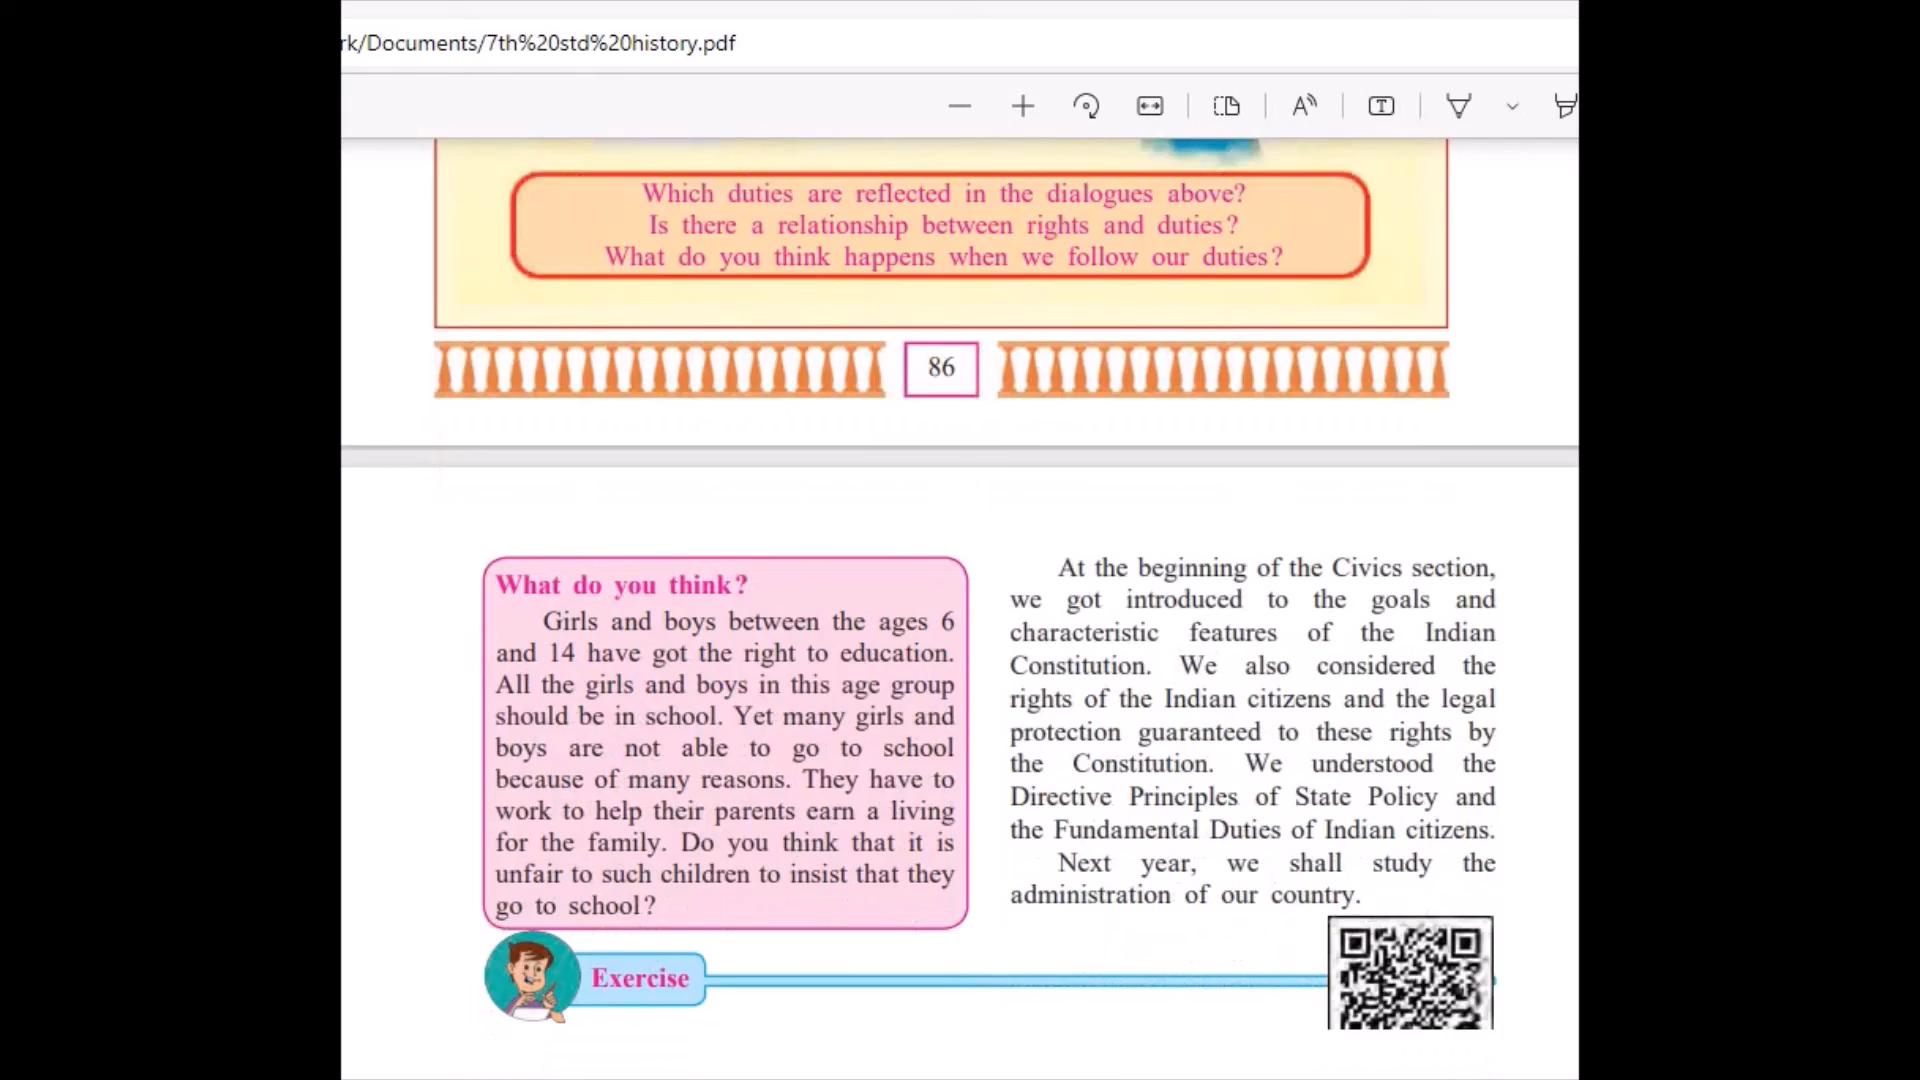 rk/Documents/7th%20std%20history.pdf
Which duties are reflected in the dialogues above?
Is there a relationship between rights and duties?
What do you think happens when we follow our duties?
86
What do you think?
Girls and boys between the ages 6
and 14 have got the right to education.
All the girls and boys in this age group
should be in school. Yet many girls and
boys are not able to go to school
because of many reasons. They have to
work to help their parents earn a living
for the family. Do you think that it is
unfair to such children to insist that they
go to school?
At the beginning of the Civics section,
we got introduced to the goals and
characteristic features of the Indian
Constitution. We also considered the
rights of the Indian citizens and the legal
protection guaranteed to these rights by
the Constitution. We understood the
Directive Principles of State Policy and
the Fundamental Duties of Indian citizens.
Next year, we shall study the
administration of our country.
Exercise